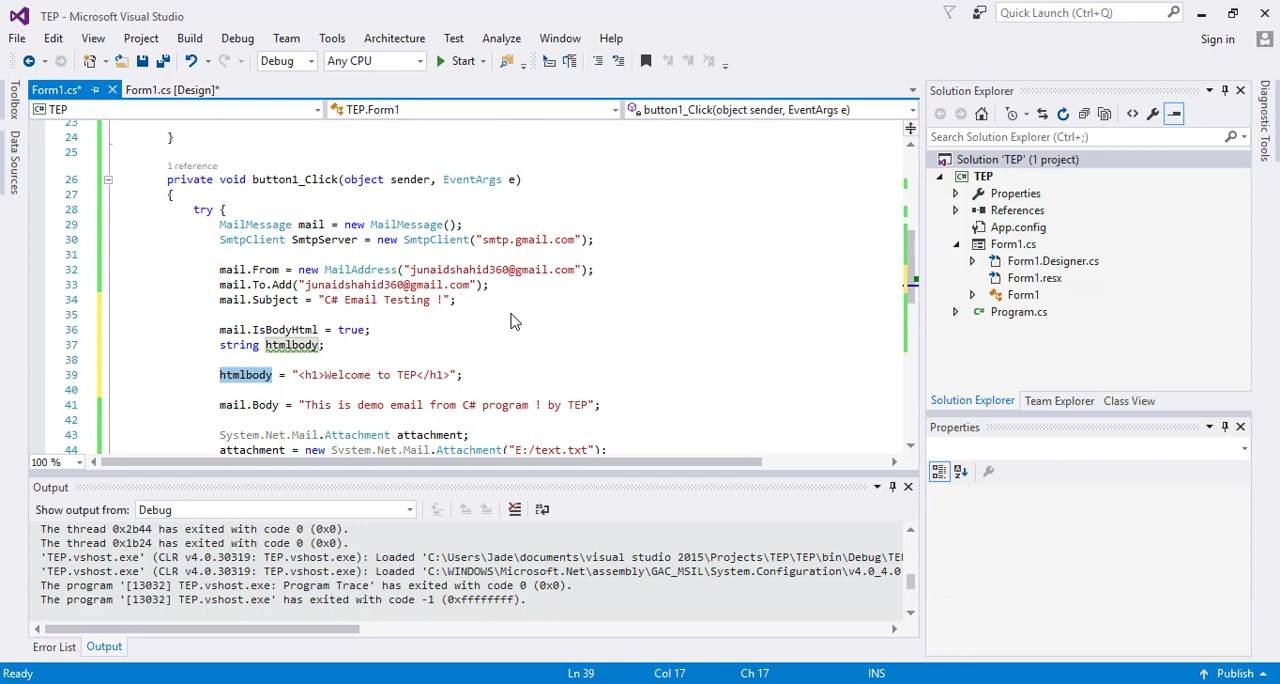 TEP - Microsoft Visual Studio
Quick Launch (Ctrl+Q)
File Edit View Project Build Debug Team Tools Architecture Test Analyze Window Help
Sign in
Debug Any CPU Start
Toolbox
Data Sources
Form1.cs* Form1.cs [Design]*
TEP TEP.Form1 button1_Click(object sender, EventArgs e)
23
24 }
25
1 reference
26 private void button1_Click(object sender, EventArgs e)
27 {
28 try {
29 MailMessage mail = new MailMessage();
30 SmtpClient SmtpServer = new SmtpClient("smtp.gmail.com");
31
32 mail.From = new MailAddress("junaidshahid360@gmail.com");
33 mail.To.Add("junaidshahid360@gmail.com");
34 mail.Subject = "C# Email Testing !";
35
36 mail.IsBodyHtml = true;
37 string htmlbody;
38
39 htmlbody = "<h1>Welcome to TEP</h1>";
40
41 mail.Body = "This is demo email from C# program ! by TEP";
42
43 System.Net.Mail.Attachment attachment;
44 attachment = new System.Net.Mail.Attachment("E:/text.txt");
100 %
Output
Show output from: Debug
The thread 0x2b44 has exited with code 0 (0x0).
The thread 0x1b24 has exited with code 0 (0x0).
'TEP.vshost.exe' (CLR v4.0.30319: TEP.vshost.exe): Loaded 'C:\Users\Jade\documents\visual studio 2015\Projects\TEP\TEP\bin\Debug\TE
'TEP.vshost.exe' (CLR v4.0.30319: TEP.vshost.exe): Loaded 'C:\WINDOWS\Microsoft.Net\assembly\GAC_MSIL\System.Configuration\v4.0_4.0
The program '[13032] TEP.vshost.exe: Program Trace' has exited with code 0 (0x0).
The program '[13032] TEP.vshost.exe' has exited with code -1 (0xffffffff).
Error List Output
Solution Explorer
Search Solution Explorer (Ctrl+;)
Solution 'TEP' (1 project)
TEP
Properties
References
App.config
Form1.cs
Form1.Designer.cs
Form1.resx
Form1
Program.cs
Solution Explorer Team Explorer Class View
Properties
Diagnostic Tools
Ready Ln 39 Col 17 Ch 17 INS Publish